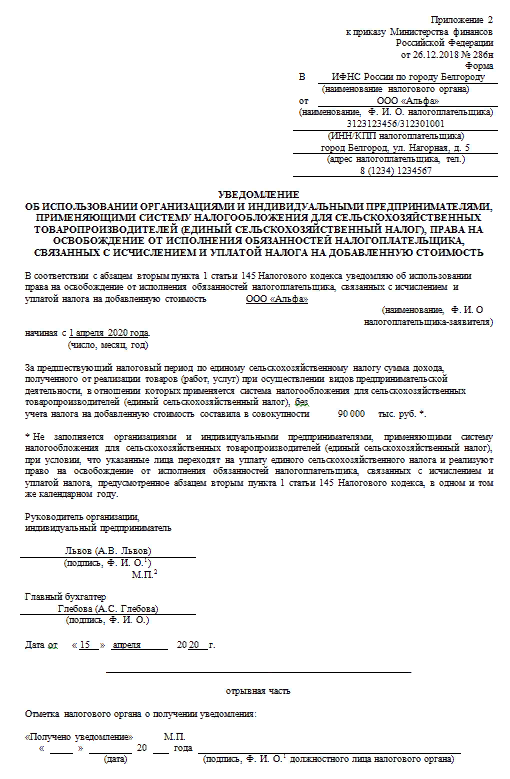 Приложение 2
к приказу Министерства финансов
Российской Федерации
от 26.12.2018 № 286н
Форма
В ИФНС России по городу Белгороду
(наименование налогового органа)
от ООО «Альфа»
(наименование, Ф. И. О. налогоплательщика)
3123123456/312301001
(ИНН/КПП налогоплательщика)
город Белгород, ул. Нагорная, д. 5
(адрес налогоплательщика, тел.)
8 (1234) 1234567
УВЕДОМЛЕНИЕ
ОБ ИСПОЛЬЗОВАНИИ ОРГАНИЗАЦИЯМИ И ИНДИВИДУАЛЬНЫМИ ПРЕДПРИНИМАТЕЛЯМИ,
ПРИМЕНЯЮЩИМИ СИСТЕМУ НАЛОГООБЛОЖЕНИЯ ДЛЯ СЕЛЬСКОХОЗЯЙСТВЕННЫХ
ТОВАРОПРОИЗВОДИТЕЛЕЙ (ЕДИНЫЙ СЕЛЬСКОХОЗЯЙСТВЕННЫЙ НАЛОГ), ПРАВА НА
ОСВОБОЖДЕНИЕ ОТ ИСПОЛНЕНИЯ ОБЯЗАННОСТЕЙ НАЛОГОПЛАТЕЛЬЩИКА,
СВЯЗАННЫХ С ИСЧИСЛЕНИЕМ И УПЛАТОЙ НАЛОГА НА ДОБАВЛЕННУЮ СТОИМОСТЬ
В соответствии с абзацем вторым пункта 1 статьи 145 Налогового кодекса уведомляю об использовании
права на освобождение от исполнения обязанностей налогоплательщика, связанных с исчислением и
уплатой налога на добавленную стоимость ООО «Альфа»
(наименование, Ф. И. О
налогоплательщика-заявителя)
начиная с 1 апреля 2020 года.
(число, месяц, год)
За предшествующий налоговый период по единому сельскохозяйственному налогу сумма дохода,
полученного от реализации товаров (работ, услуг) при осуществлении видов предпринимательской
деятельности, в отношении которых применяется система налогообложения для сельскохозяйственных
товаропроизводителей (единый сельскохозяйственный налог), без
учета налога на добавленную стоимость составила в совокупности 90 000 тыс. руб. *.
* Не заполняется организациями и индивидуальными предпринимателями, применяющими систему
налогообложения для сельскохозяйственных товаропроизводителей (единый сельскохозяйственный налог),
при условии, что указанные лица переходят на уплату единого сельскохозяйственного налога и реализуют
право на освобождение от исполнения обязанностей налогоплательщика, связанных с исчислением и
уплатой налога, предусмотренное абзацем вторым пункта 1 статьи 145 Налогового кодекса, в одном и том
же календарном году.
Руководитель организации,
индивидуальный предприниматель
Львов (А.В. Львов)
(подпись, Ф. И. О.¹)
М.П.²
Главный бухгалтер
Глебова (А.С. Глебова)
(подпись, Ф. И. О.)
Дата от « 15 » апреля 20 20 г.
отрывная часть
Отметка налогового органа о получении уведомления:
«Получено уведомление» М.П.
« » 20 года
(дата) (подпись, Ф. И. О.¹ должностного лица налогового органа)